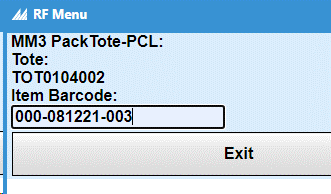 RF Menu
MM3 PackTote-PCL:
Tote:
TOT0104002
Item Barcode:
000-081221-003
Exit